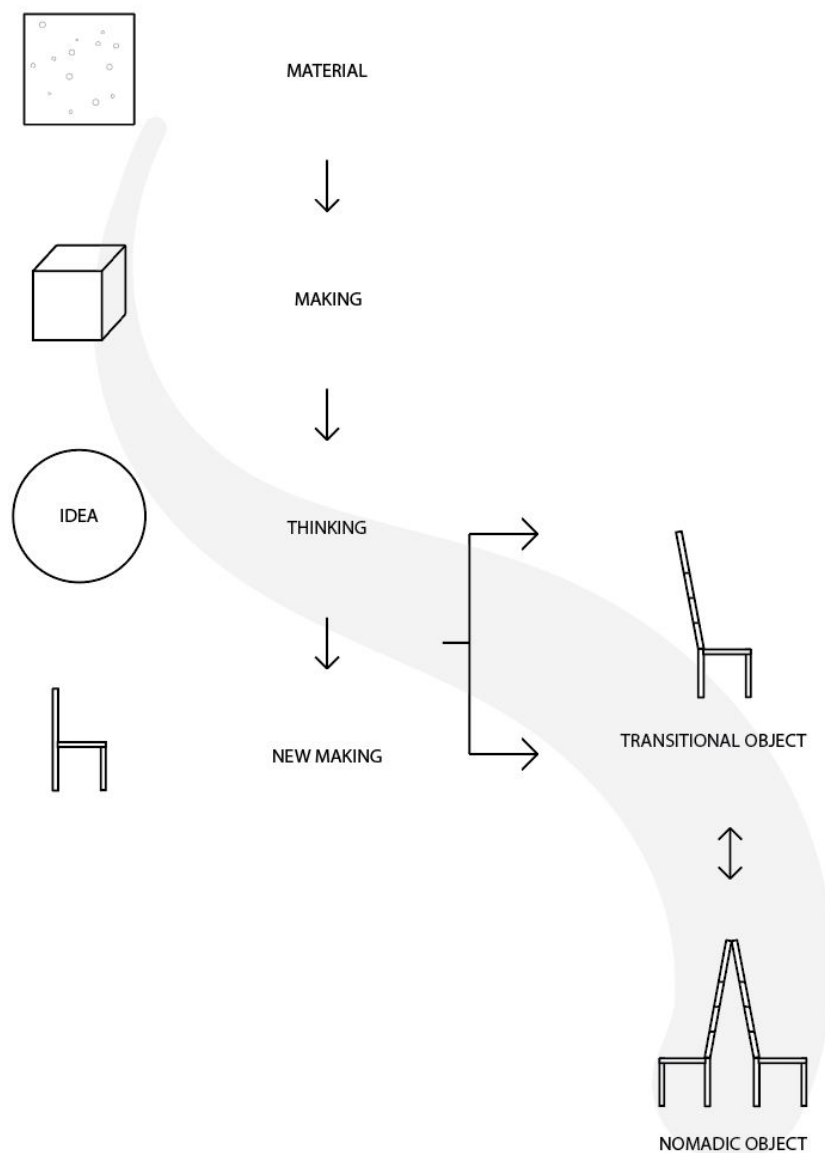 MATERIAL
MAKING
IDEA
THINKING
NEW MAKING
TRANSITIONAL OBJECT
NOMADIC OBJECT